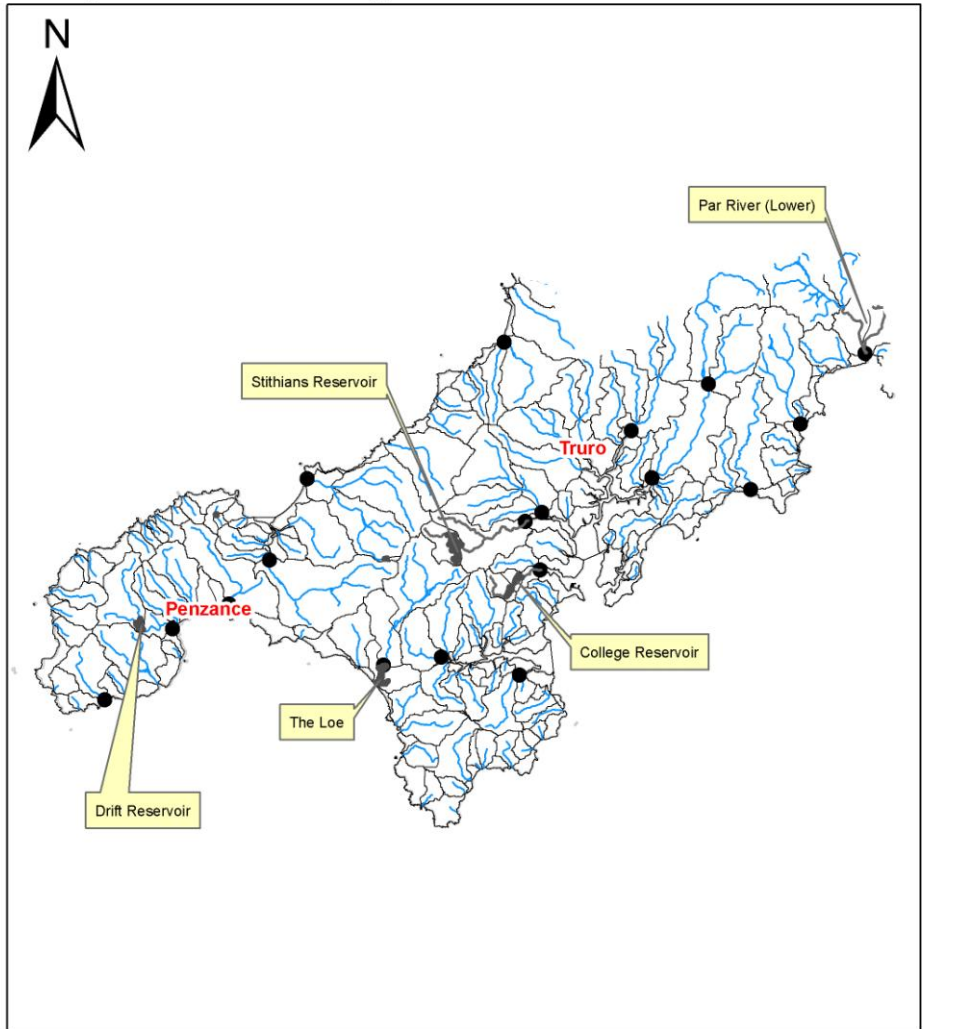 N
Par River (Lower)
Stithians Reservoir
Truro
Penzance
College Reservoir
The Loe
Drift Reservoir